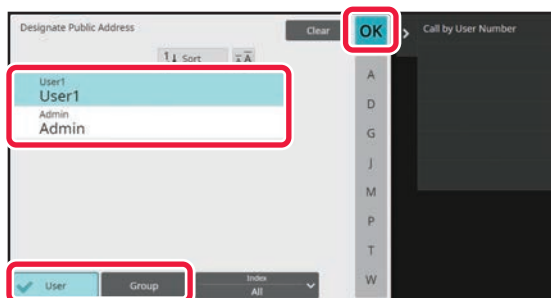 Designate Public Address
Clear
OK
Call by User Number
Sort
A
User1
User1
Admin
Admin
A
D
G
J
M
P
T
W
User
Group
Index
All